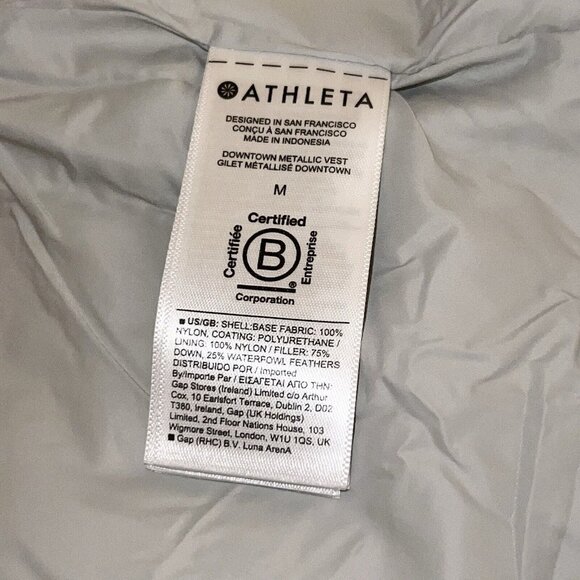 ATHLETA
DESIGNED IN SAN FRANCISCO
CONÇU À SAN FRANCISCO
MADE IN INDONESIA
DOWNTOWN METALLIC VEST
GILET MÉTALLISÉ DOWNTOWN
M
Certified
Certifiée
B
Entreprise
®
Corporation
US/GB: SHELL:BASE FABRIC: 100%
NYLON, COATING: POLYURETHANE /
LINING: 100% NYLON / FILLER: 75%
DOWN, 25% WATERFOWL FEATHERS
DISTRIBUIDO POR / Imported
By/Importe Par / ΕΙΣΑΓΕΤΑΙ ΑΠΟ ΤΗΝ:
Gap Stores (Ireland) Limited c/o Arthur
Cox, 10 Earlsfort Terrace, Dublin 2, D02
T380, Ireland, Gap (UK Holdings)
Limited, 2nd Floor Nations House, 103
Wigmore Street, London, W1U 1QS, UK
Gap (RHC) B.V. Luna ArenA